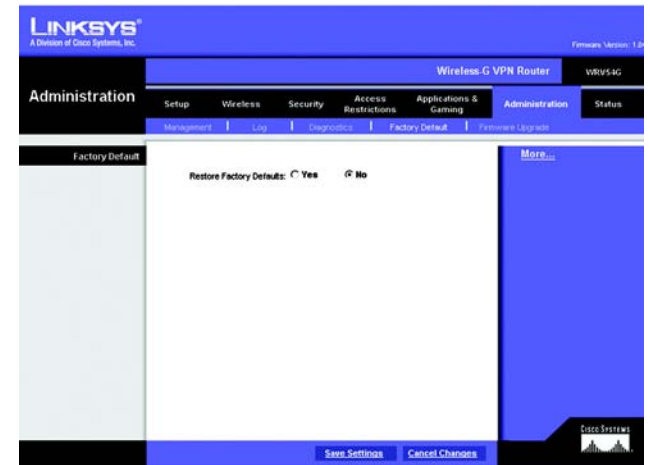 LINKSYS®
A Division of Cisco Systems, Inc.
Firmware Version: 1.0
Wireless-G VPN Router WRV54G
Administration
Setup Wireless Security Access Restrictions Applications & Gaming Administration Status
Management | Log | Diagnostics | Factory Default | Firmware Upgrade
Factory Default
Restore Factory Defaults: Yes No
More...
Save Settings Cancel Changes
CISCO SYSTEMS